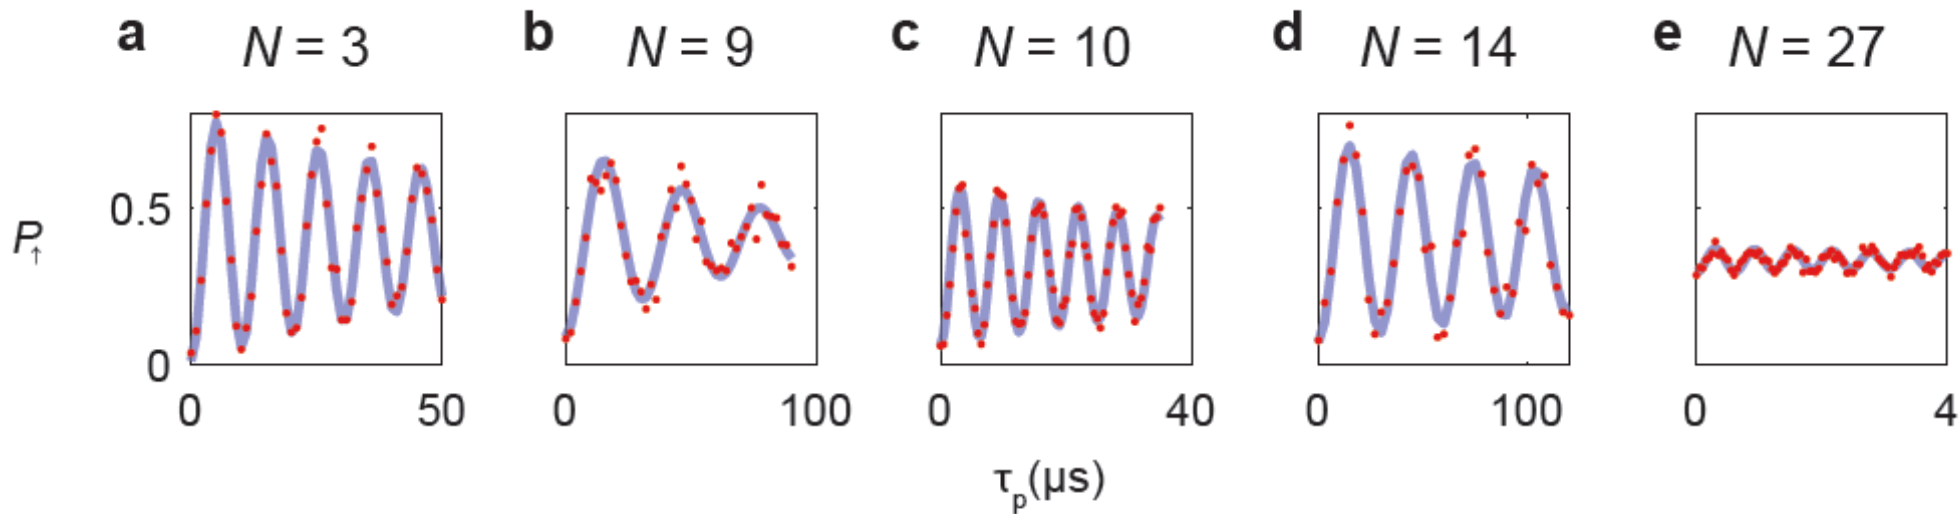 a N = 3 b N = 9 c N = 10 d N = 14 e N = 27
0.5
P↑
0
0 50 0 100 0 40 0 100 0 4
τp(μs)